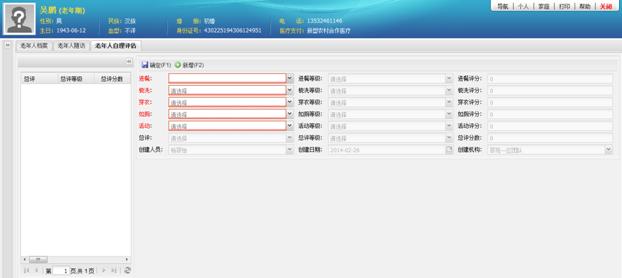 吴鹏 (老年期)
导航 | 个人 | 家庭 | 打印 | 帮助 | 关闭
性别: 男 民族: 汉族 婚 姻: 初婚 电 话: 13532461146
生日: 1943-06-12 血型: 不详 身份证号: 430225194306124951 医疗支付: 新型农村合作医疗
老年人档案 老年人随访 老年人自理评估
确定(F1) 新增(F2)
总评 总评等级 总评分数
进餐: 进餐等级: 请选择 进餐评分: 0
梳洗: 请选择 梳洗等级: 请选择 梳洗评分: 0
穿衣: 请选择 穿衣等级: 请选择 穿衣评分: 0
如厕: 请选择 如厕等级: 请选择 如厕评分: 0
活动: 请选择 活动等级: 请选择 活动评分: 0
总评: 请选择 总评等级: 请选择 总评分数: 0
创建人员: 创建日期: 2014-02-26 创建机构:
第 1 页,共 1 页